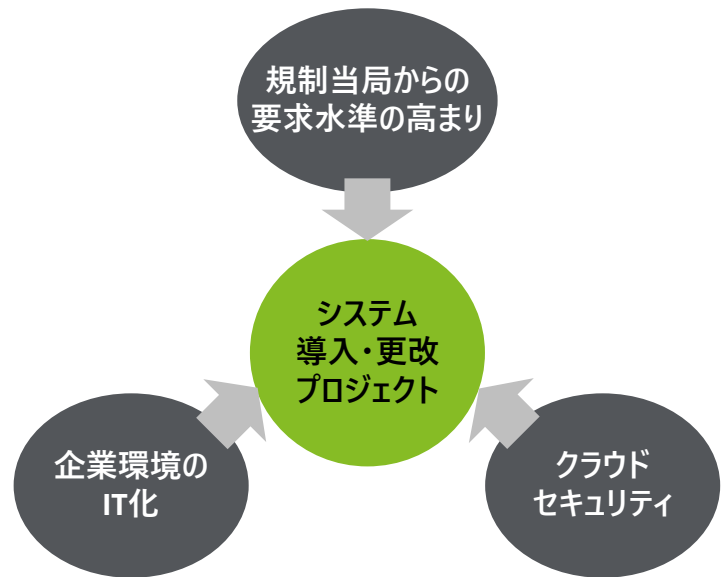 規制当局からの
要求水準の高まり
システム
導入・更改
プロジェクト
企業環境の
IT化
クラウド
セキュリティ